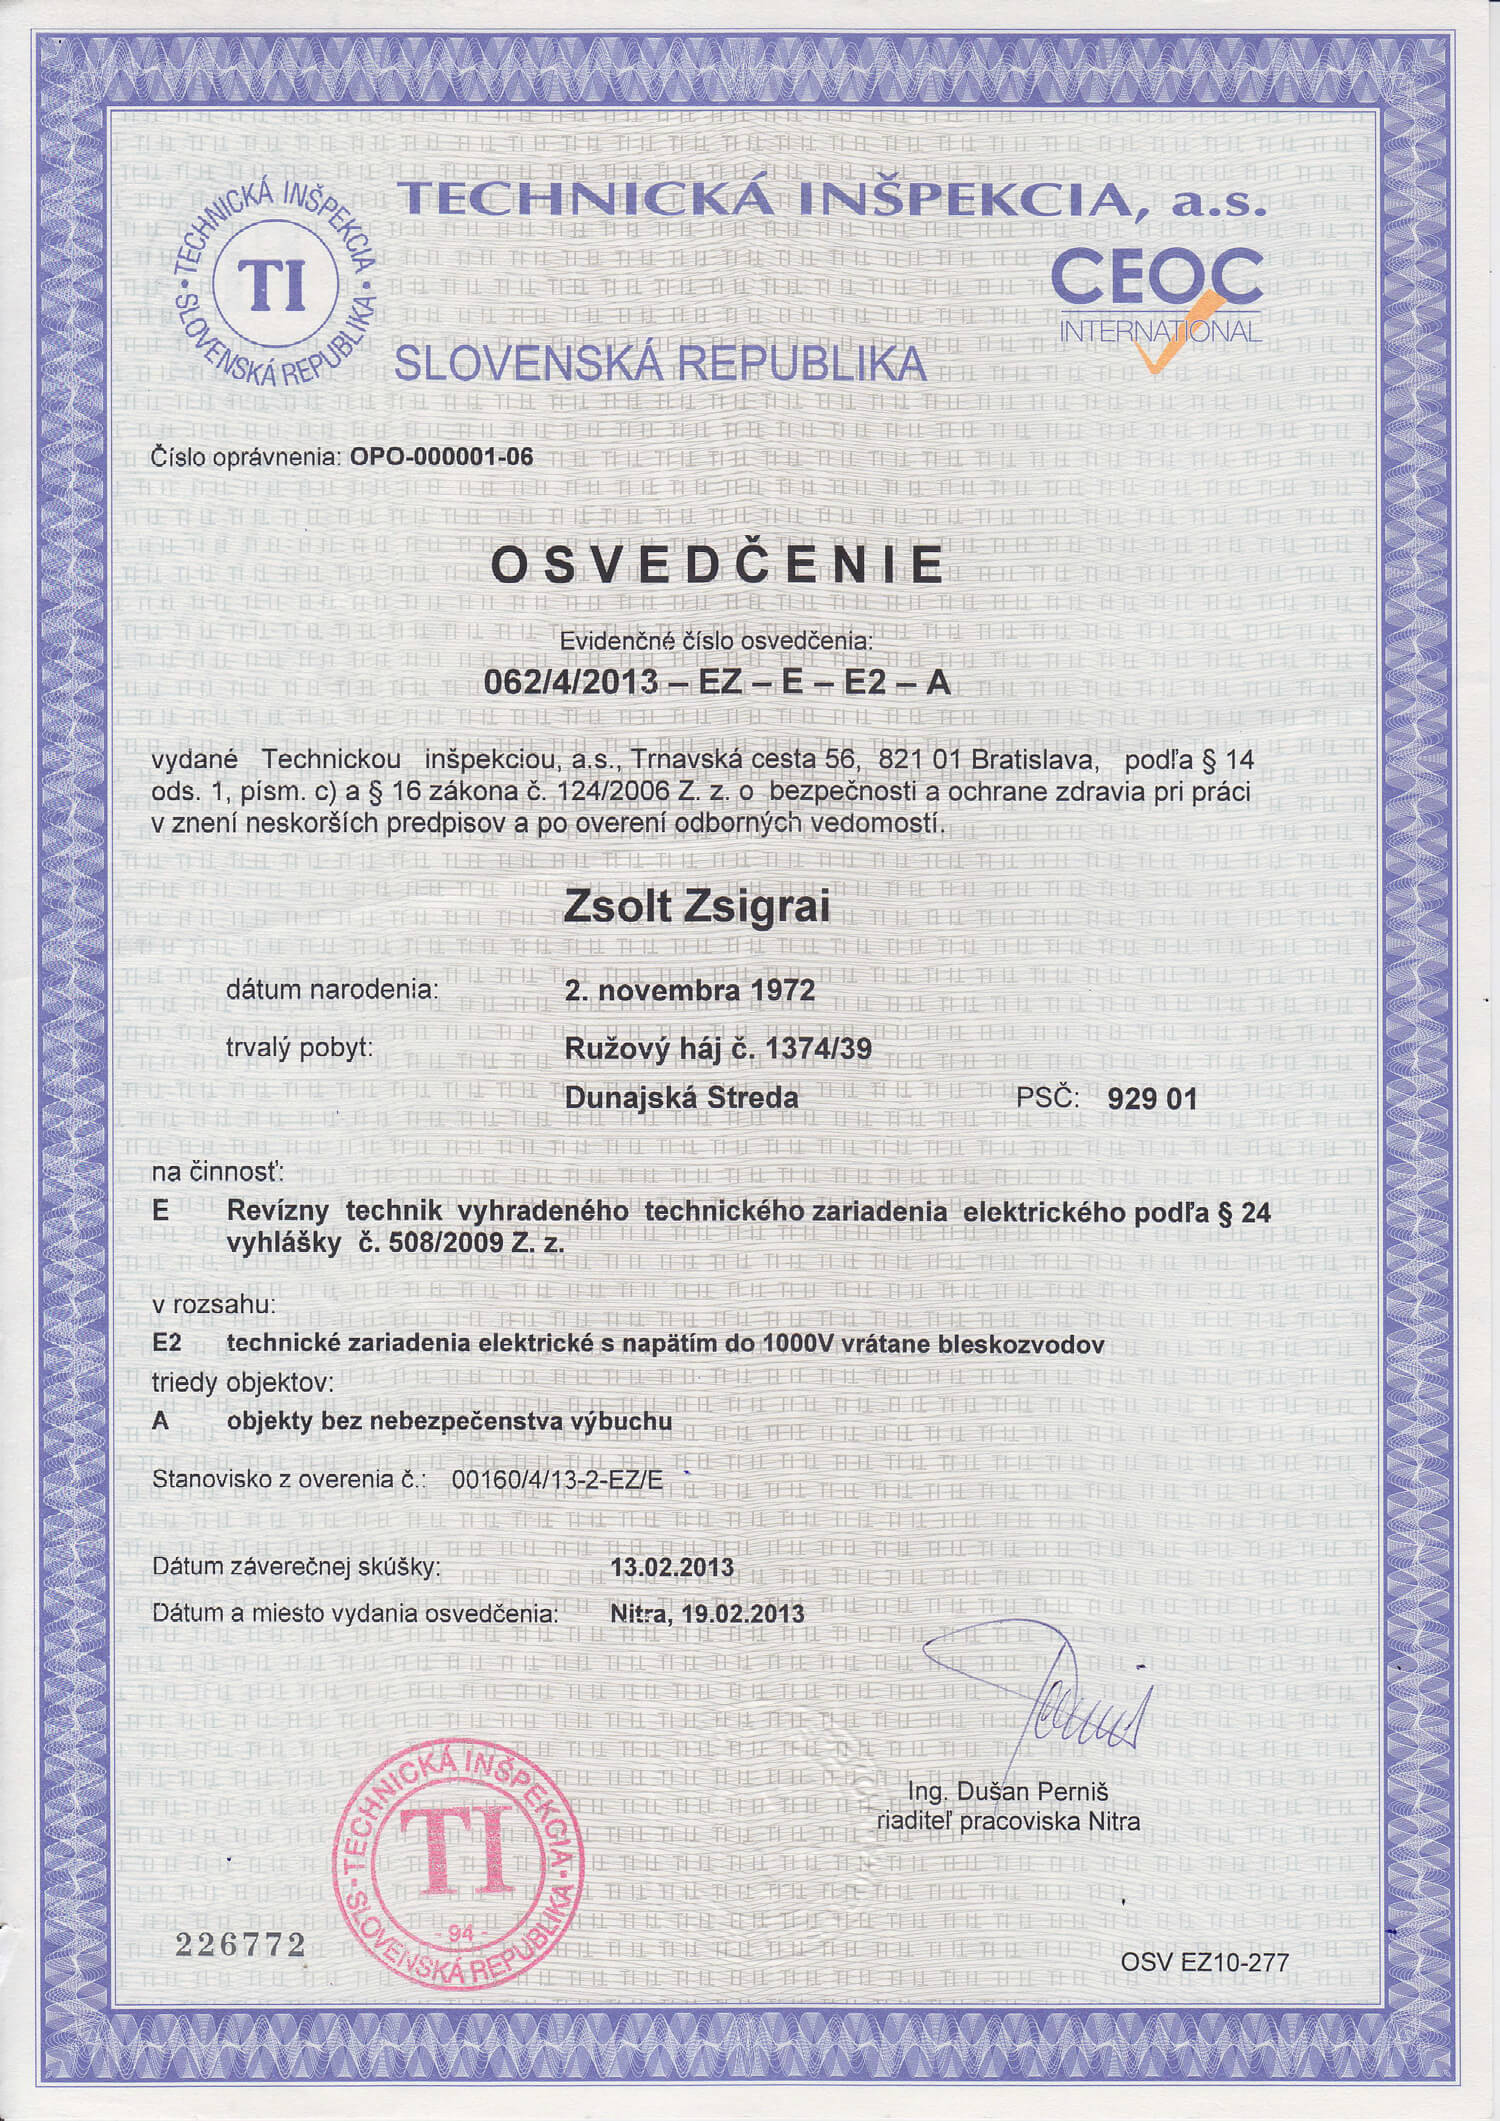 TECHNICKÁ INŠPEKCIA, a.s.
• TECHNICKÁ INŠPEKCIA •
SLOVENSKÁ REPUBLIKA
TI
CEOC
INTERNATIONAL
SLOVENSKÁ REPUBLIKA
Číslo oprávnenia: OPO-000001-06
OSVEDČENIE
Evidenčné číslo osvedčenia:
062/4/2013 – EZ – E – E2 – A
vydané Technickou inšpekciou, a.s., Trnavská cesta 56, 821 01 Bratislava, podľa § 14
ods. 1, písm. c) a § 16 zákona č. 124/2006 Z. z. o bezpečnosti a ochrane zdravia pri práci
v znení neskorších predpisov a po overení odborných vedomostí.
Zsolt Zsigrai
dátum narodenia: 2. novembra 1972
trvalý pobyt: Ružový háj č. 1374/39
Dunajská Streda PSČ: 929 01
na činnosť:
E Revízny technik vyhradeného technického zariadenia elektrického podľa § 24
vyhlášky č. 508/2009 Z. z.
v rozsahu:
E2 technické zariadenia elektrické s napätím do 1000V vrátane bleskozvodov
triedy objektov:
A objekty bez nebezpečenstva výbuchu
Stanovisko z overenia č.: 00160/4/13-2-EZ/E
Dátum záverečnej skúšky: 13.02.2013
Dátum a miesto vydania osvedčenia: Nitra, 19.02.2013
Ing. Dušan Perniš
riaditeľ pracoviska Nitra
• TECHNICKÁ INŠPEKCIA •
TI
- 94 -
SLOVENSKÁ REPUBLIKA
226772
OSV EZ10-277